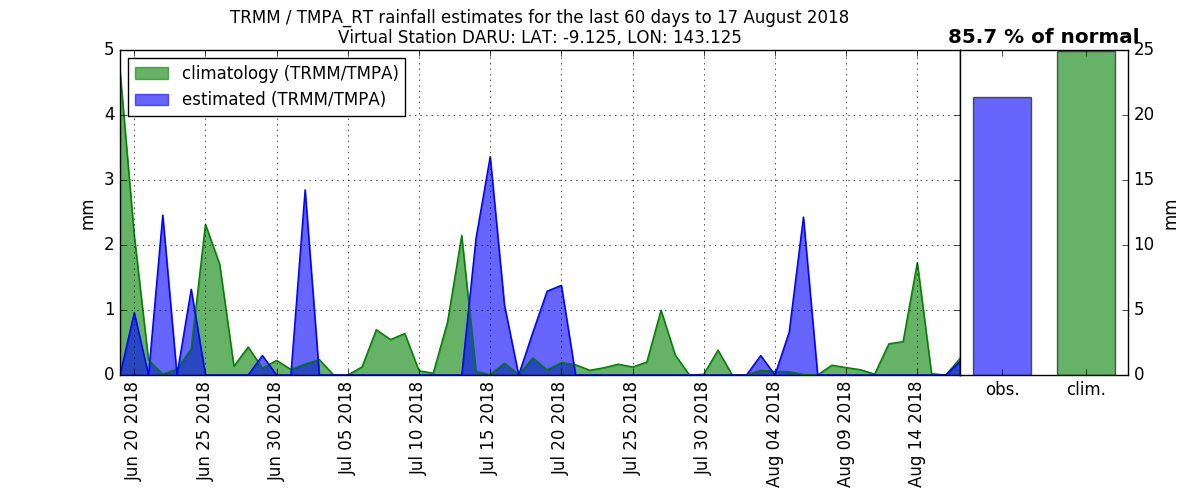 TRMM / TMPA_RT rainfall estimates for the last 60 days to 17 August 2018
Virtual Station DARU: LAT: -9.125, LON: 143.125
85.7 % of normal
climatology (TRMM/TMPA)
estimated (TRMM/TMPA)
5
4
3
2
1
0
mm
25
20
15
10
5
0
mm
Jun 20 2018
Jun 25 2018
Jun 30 2018
Jul 05 2018
Jul 10 2018
Jul 15 2018
Jul 20 2018
Jul 25 2018
Jul 30 2018
Aug 04 2018
Aug 09 2018
Aug 14 2018
obs.
clim.